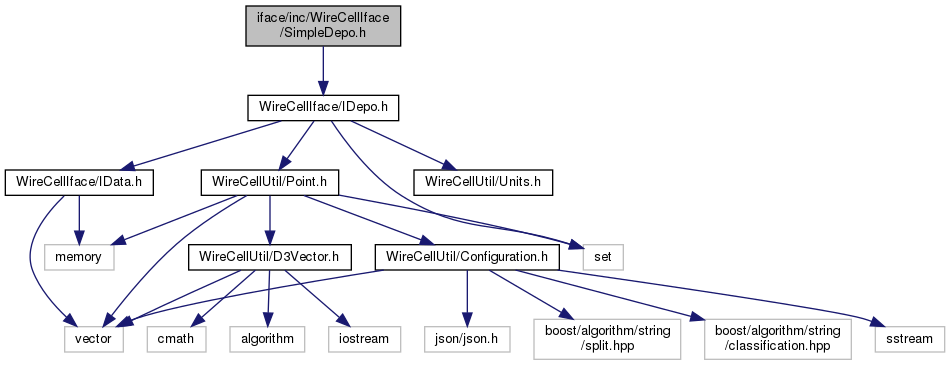 iface/inc/WireCellIface
/SimpleDepo.h
WireCellIface/IDepo.h
WireCellIface/IData.h
WireCellUtil/Point.h
WireCellUtil/Units.h
memory
WireCellUtil/D3Vector.h
WireCellUtil/Configuration.h
set
vector
cmath
algorithm
iostream
json/json.h
boost/algorithm/string
/split.hpp
boost/algorithm/string
/classification.hpp
sstream